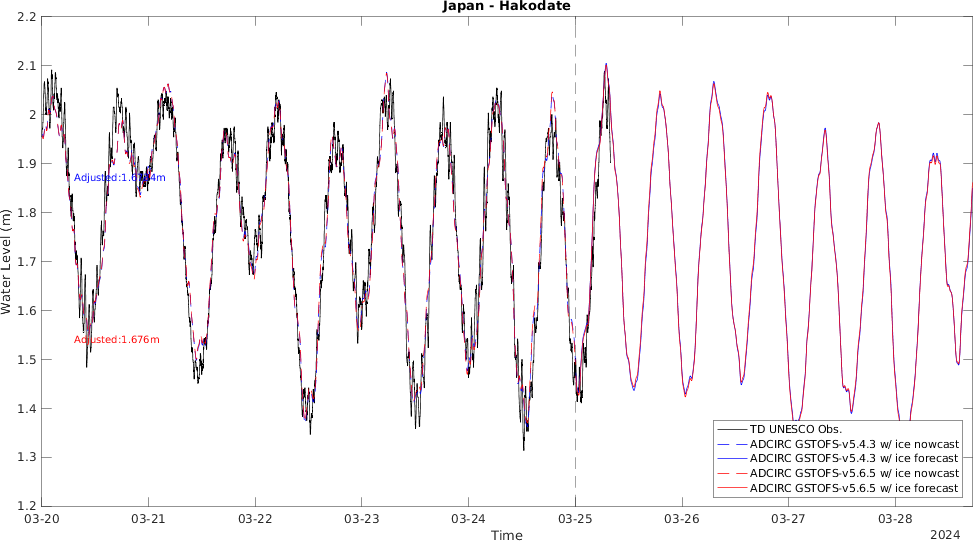 Japan - Hakodate
2.2
2.1
2
1.9
1.8
1.7
1.6
1.5
1.4
1.3
1.2
Water Level (m)
Adjusted:1.6
4m
Adjusted:1.676m
TD UNESCO Obs.
ADCIRC GSTOFS-v5.4.3 w/ ice nowcast
ADCIRC GSTOFS-v5.4.3 w/ ice forecast
ADCIRC GSTOFS-v5.6.5 w/ ice nowcast
ADCIRC GSTOFS-v5.6.5 w/ ice forecast
03-20
03-21
03-22
03-23
03-24
03-25
03-26
03-27
03-28
Time
2024